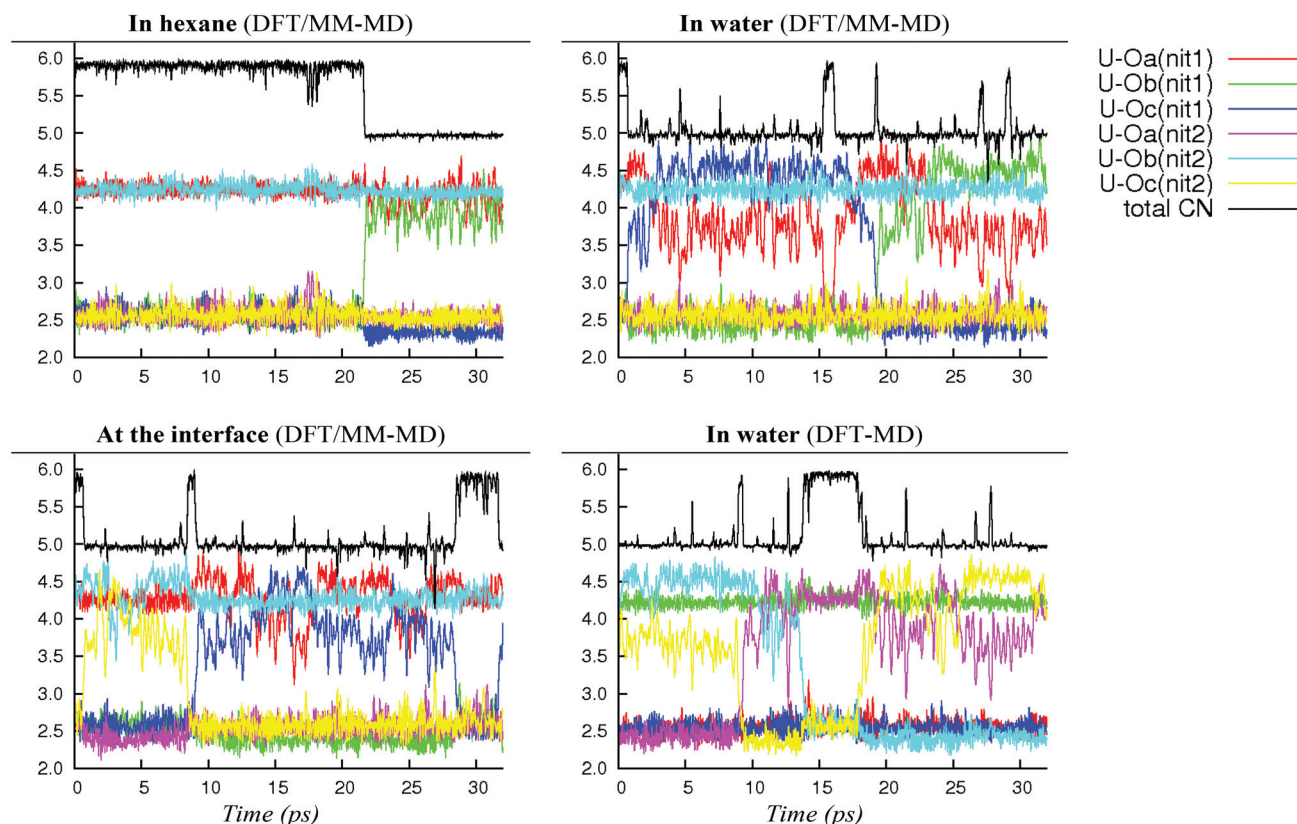 In hexane (DFT/MM-MD)
6.0
5.5
5.0
4.5
4.0
3.5
3.0
2.5
2.0
0 5 10 15 20 25 30
In water (DFT/MM-MD)
6.0
5.5
5.0
4.5
4.0
3.5
3.0
2.5
2.0
0 5 10 15 20 25 30
U-Oa(nit1)
U-Ob(nit1)
U-Oc(nit1)
U-Oa(nit2)
U-Ob(nit2)
U-Oc(nit2)
total CN
At the interface (DFT/MM-MD)
6.0
5.5
5.0
4.5
4.0
3.5
3.0
2.5
2.0
0 5 10 15 20 25 30
Time (ps)
In water (DFT-MD)
6.0
5.5
5.0
4.5
4.0
3.5
3.0
2.5
2.0
0 5 10 15 20 25 30
Time (ps)